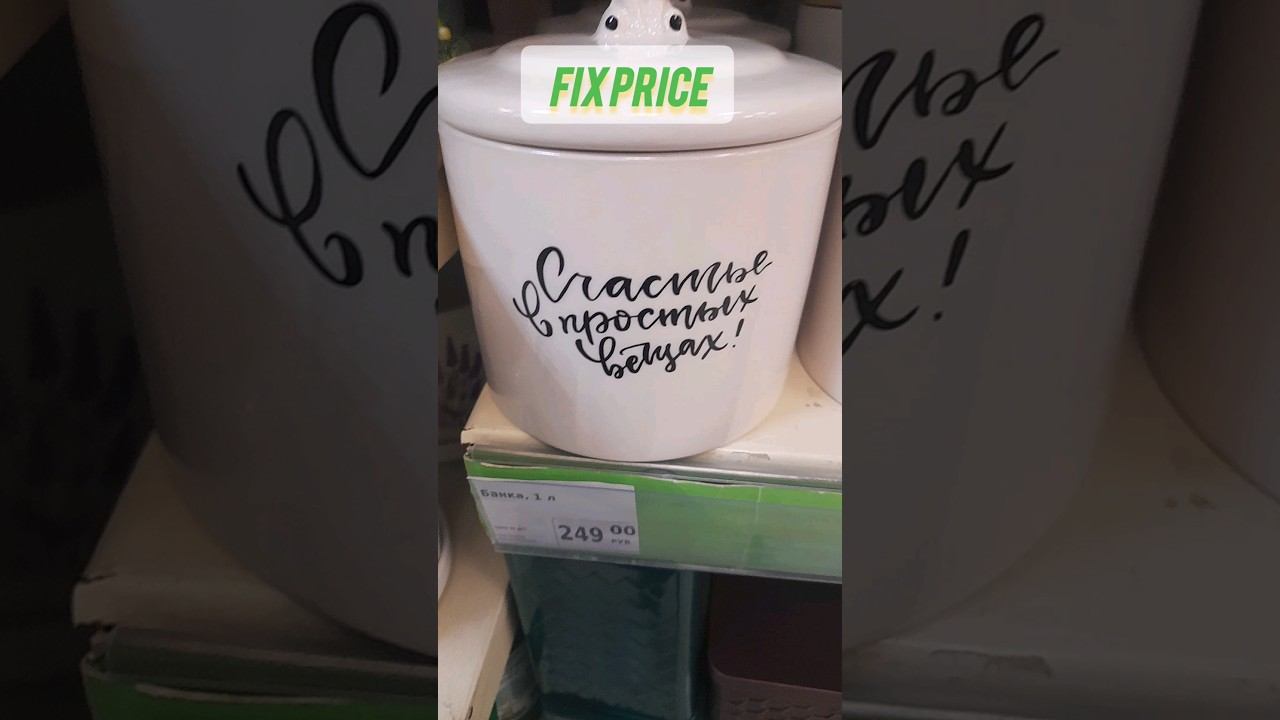 FIX PRICE
Счастье
в простых
вещах!
Банка, 1 л
249 00
РУБ